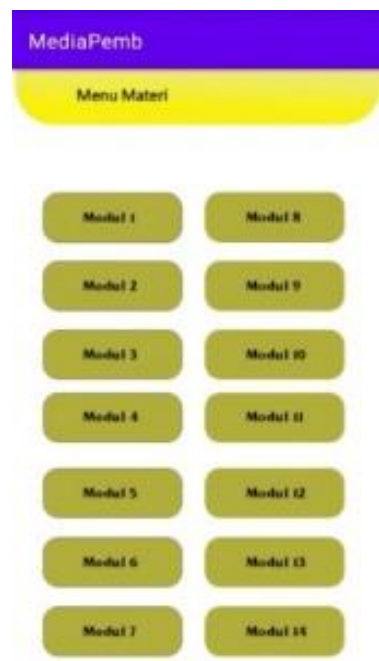 MediaPemb
Menu Materi
Modul 1
Modul 8
Modul 2
Modul 9
Modul 3
Modul 10
Modul 4
Modul 11
Modul 5
Modul 12
Modul 6
Modul 13
Modul 7
Modul 14